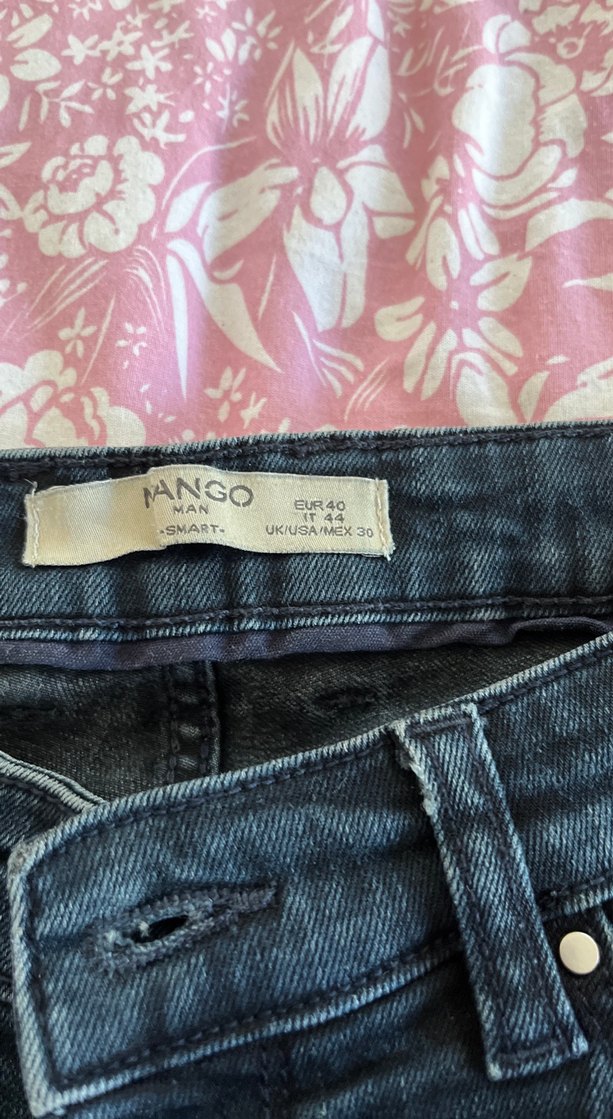 MANGO
MAN
-SMART-
EUR 40
IT 44
UK/USA/MEX 30